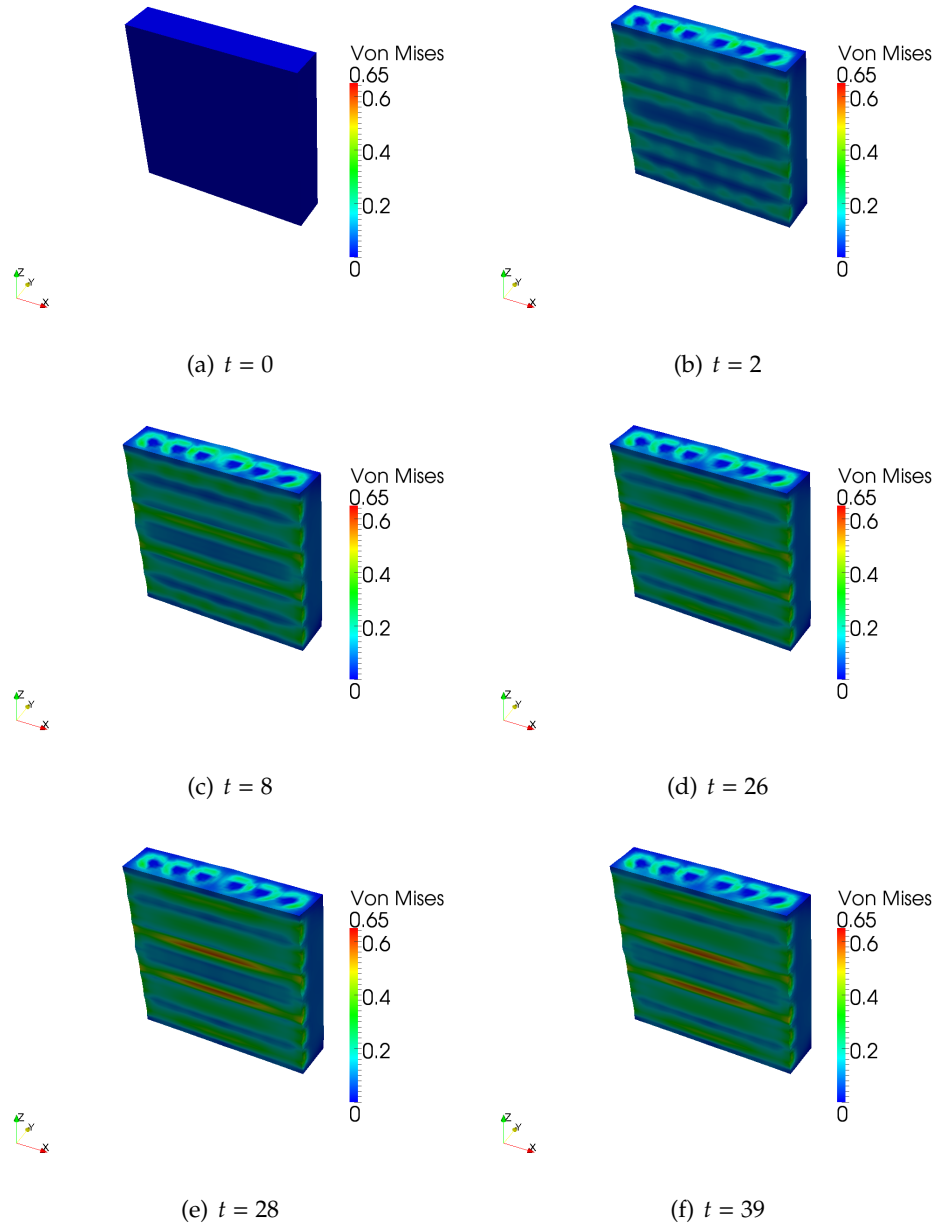 Von Mises
0.65
0.6
0.4
0.2
0
Z
Y
X
(a) t = 0
Von Mises
0.65
0.6
0.4
0.2
0
Z
Y
X
(b) t = 2
Von Mises
0.65
0.6
0.4
0.2
0
Z
Y
X
(c) t = 8
Von Mises
0.65
0.6
0.4
0.2
0
Z
Y
X
(d) t = 26
Von Mises
0.65
0.6
0.4
0.2
0
Z
Y
X
(e) t = 28
Von Mises
0.65
0.6
0.4
0.2
0
Z
Y
X
(f) t = 39